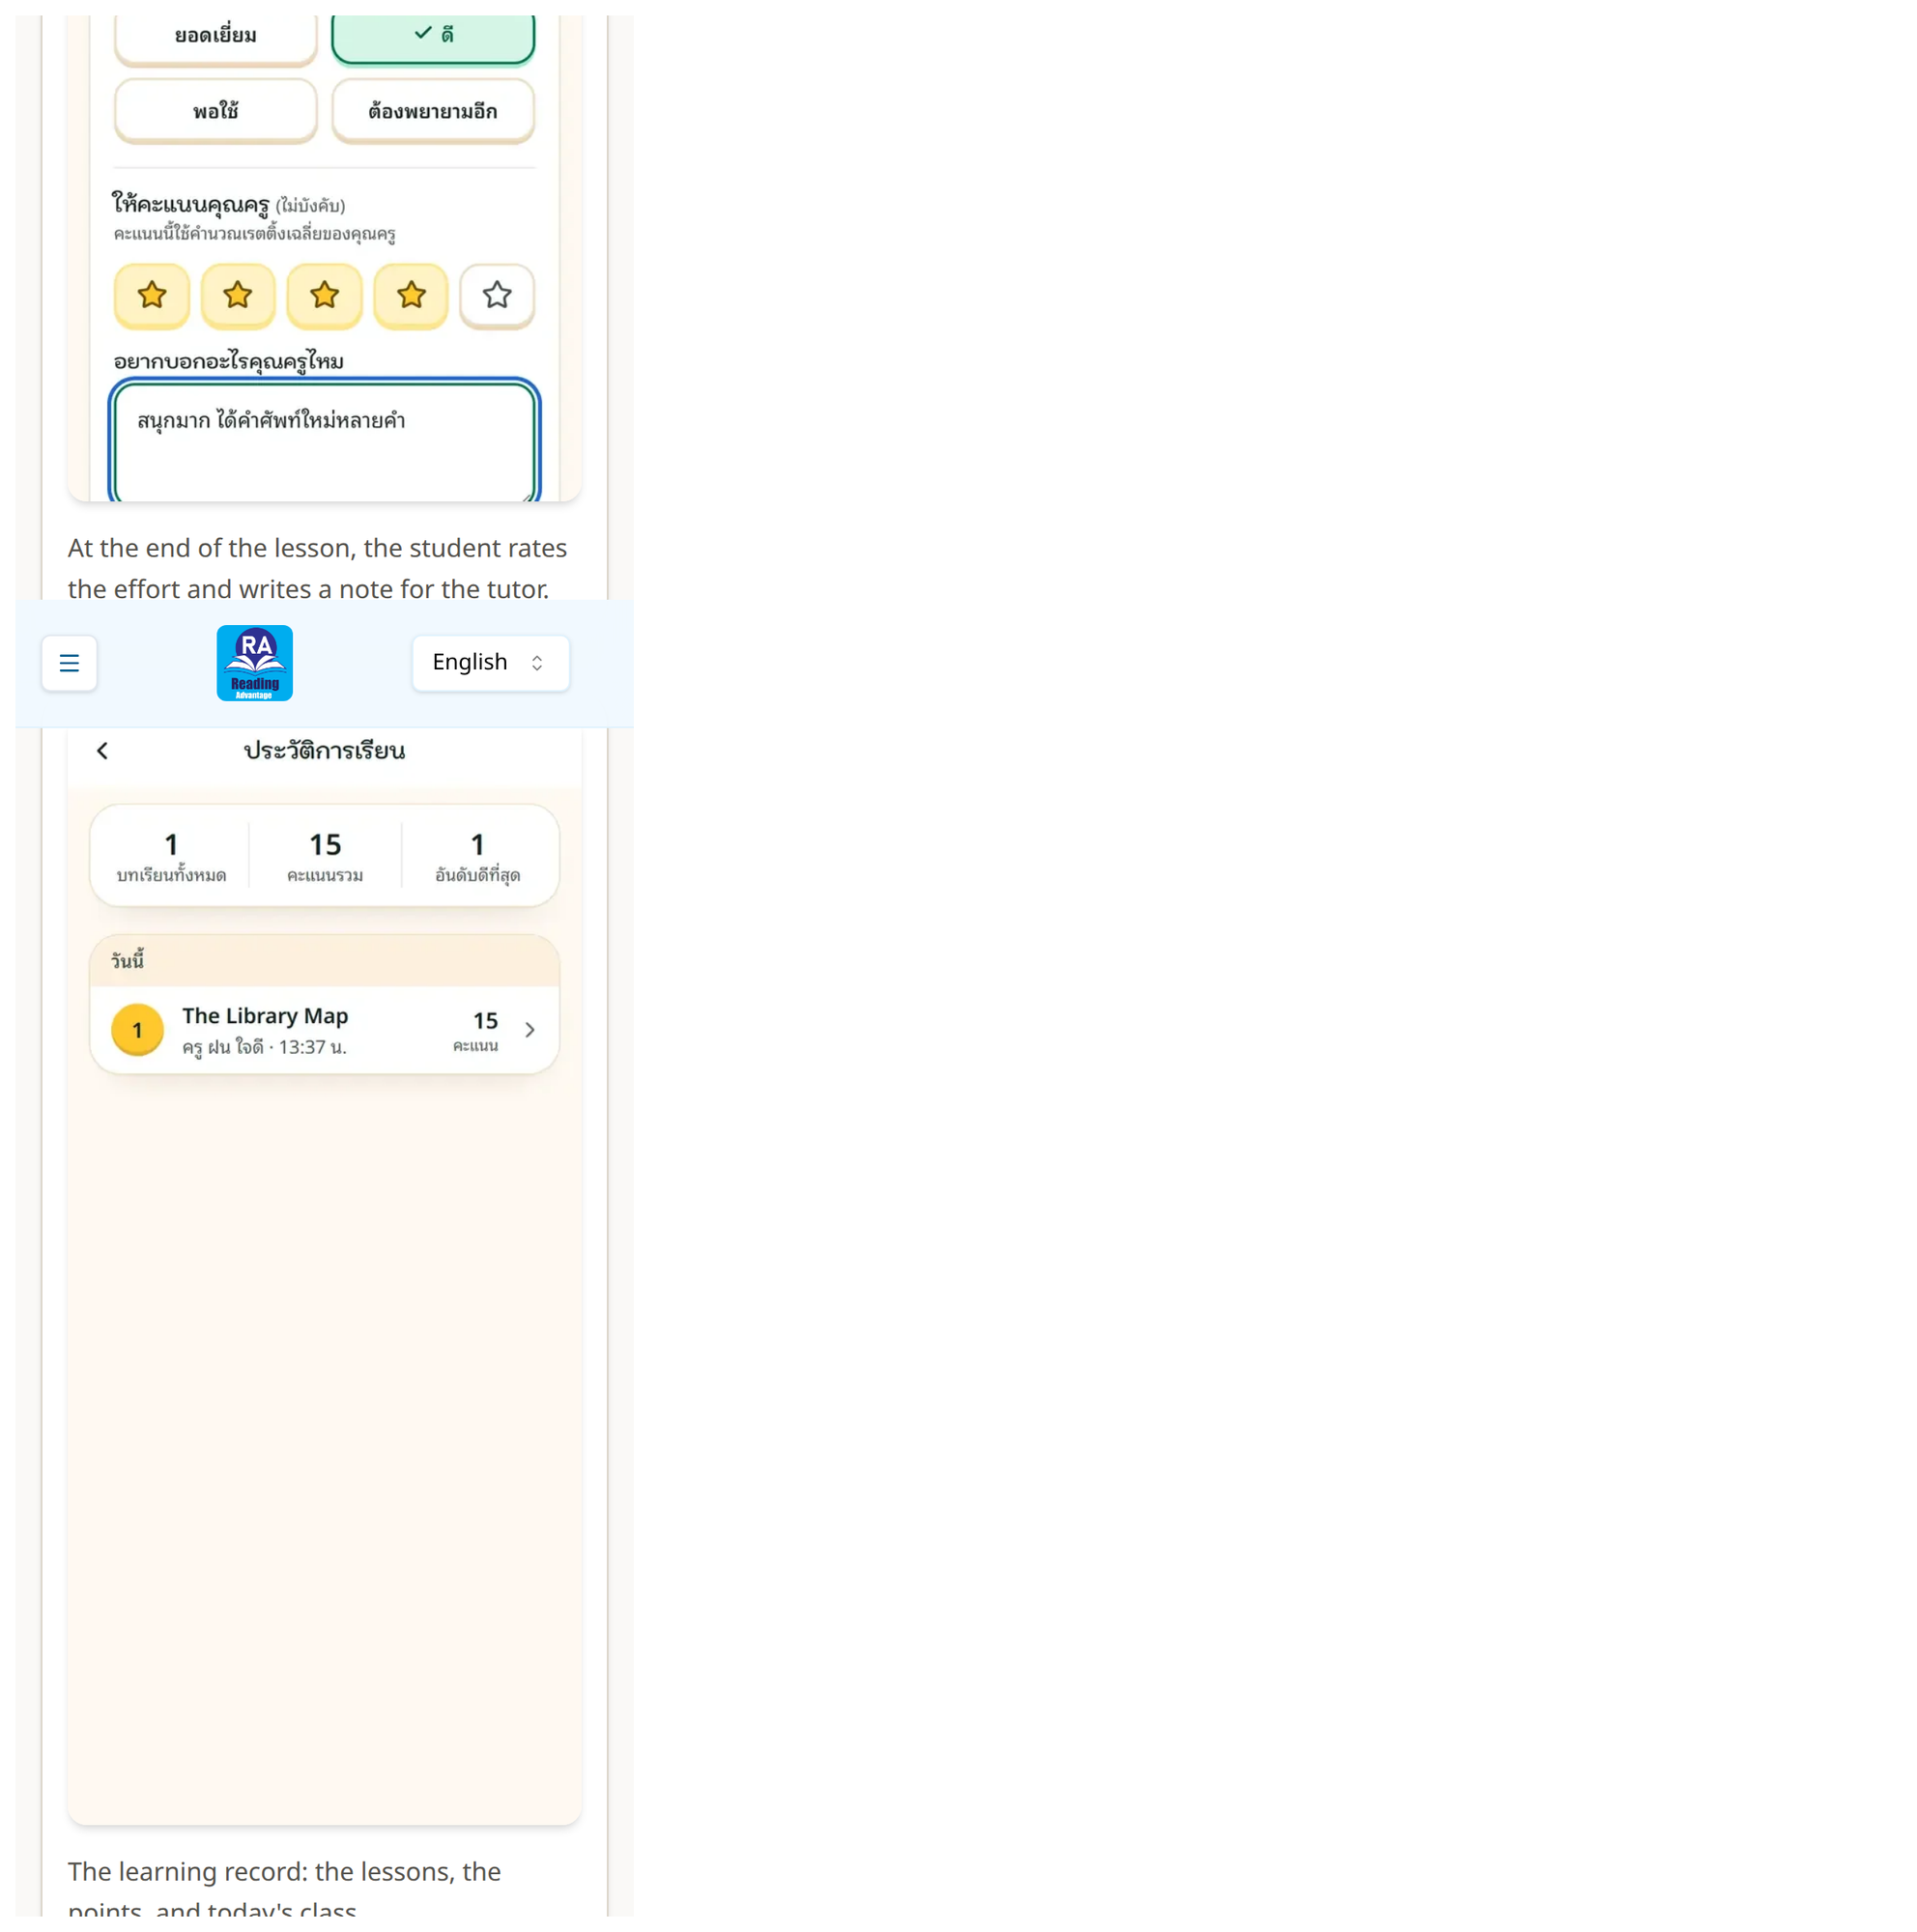 ยอดเยี่ยม
ดี
พอใช้
ต้องพยายามอีก
ให้คะแนนคุณครู (ไม่บังคับ)
คะแนนนี้ใช้คำนวณเรตติ้งเฉลี่ยของคุณครู
อยากบอกอะไรคุณครูไหม
สนุกมาก ได้คำศัพท์ใหม่หลายคำ
At the end of the lesson, the student rates
the effort and writes a note for the tutor.
RA
Reading
Advantage
English
ประวัติการเรียน
1
บทเรียนทั้งหมด
15
คะแนนรวม
1
อันดับดีที่สุด
วันนี้
1
The Library Map
ครู ฝน ใจดี · 13:37 น.
15
คะแนน
The learning record: the lessons, the
points, and today's class.